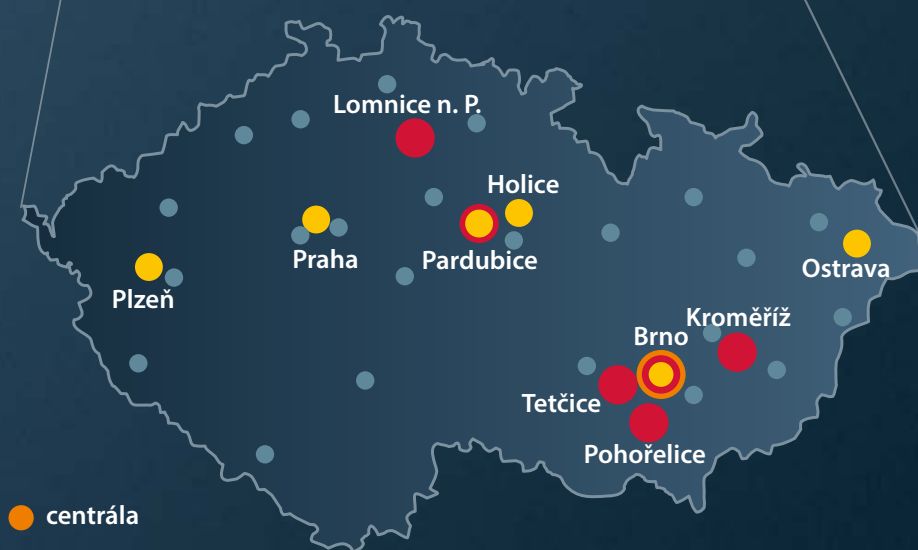 Lomnice n. P.
Holice
Praha
Pardubice
Ostrava
Plzeň
Kroměříž
Brno
Tetčice
Pohořelice
centrála